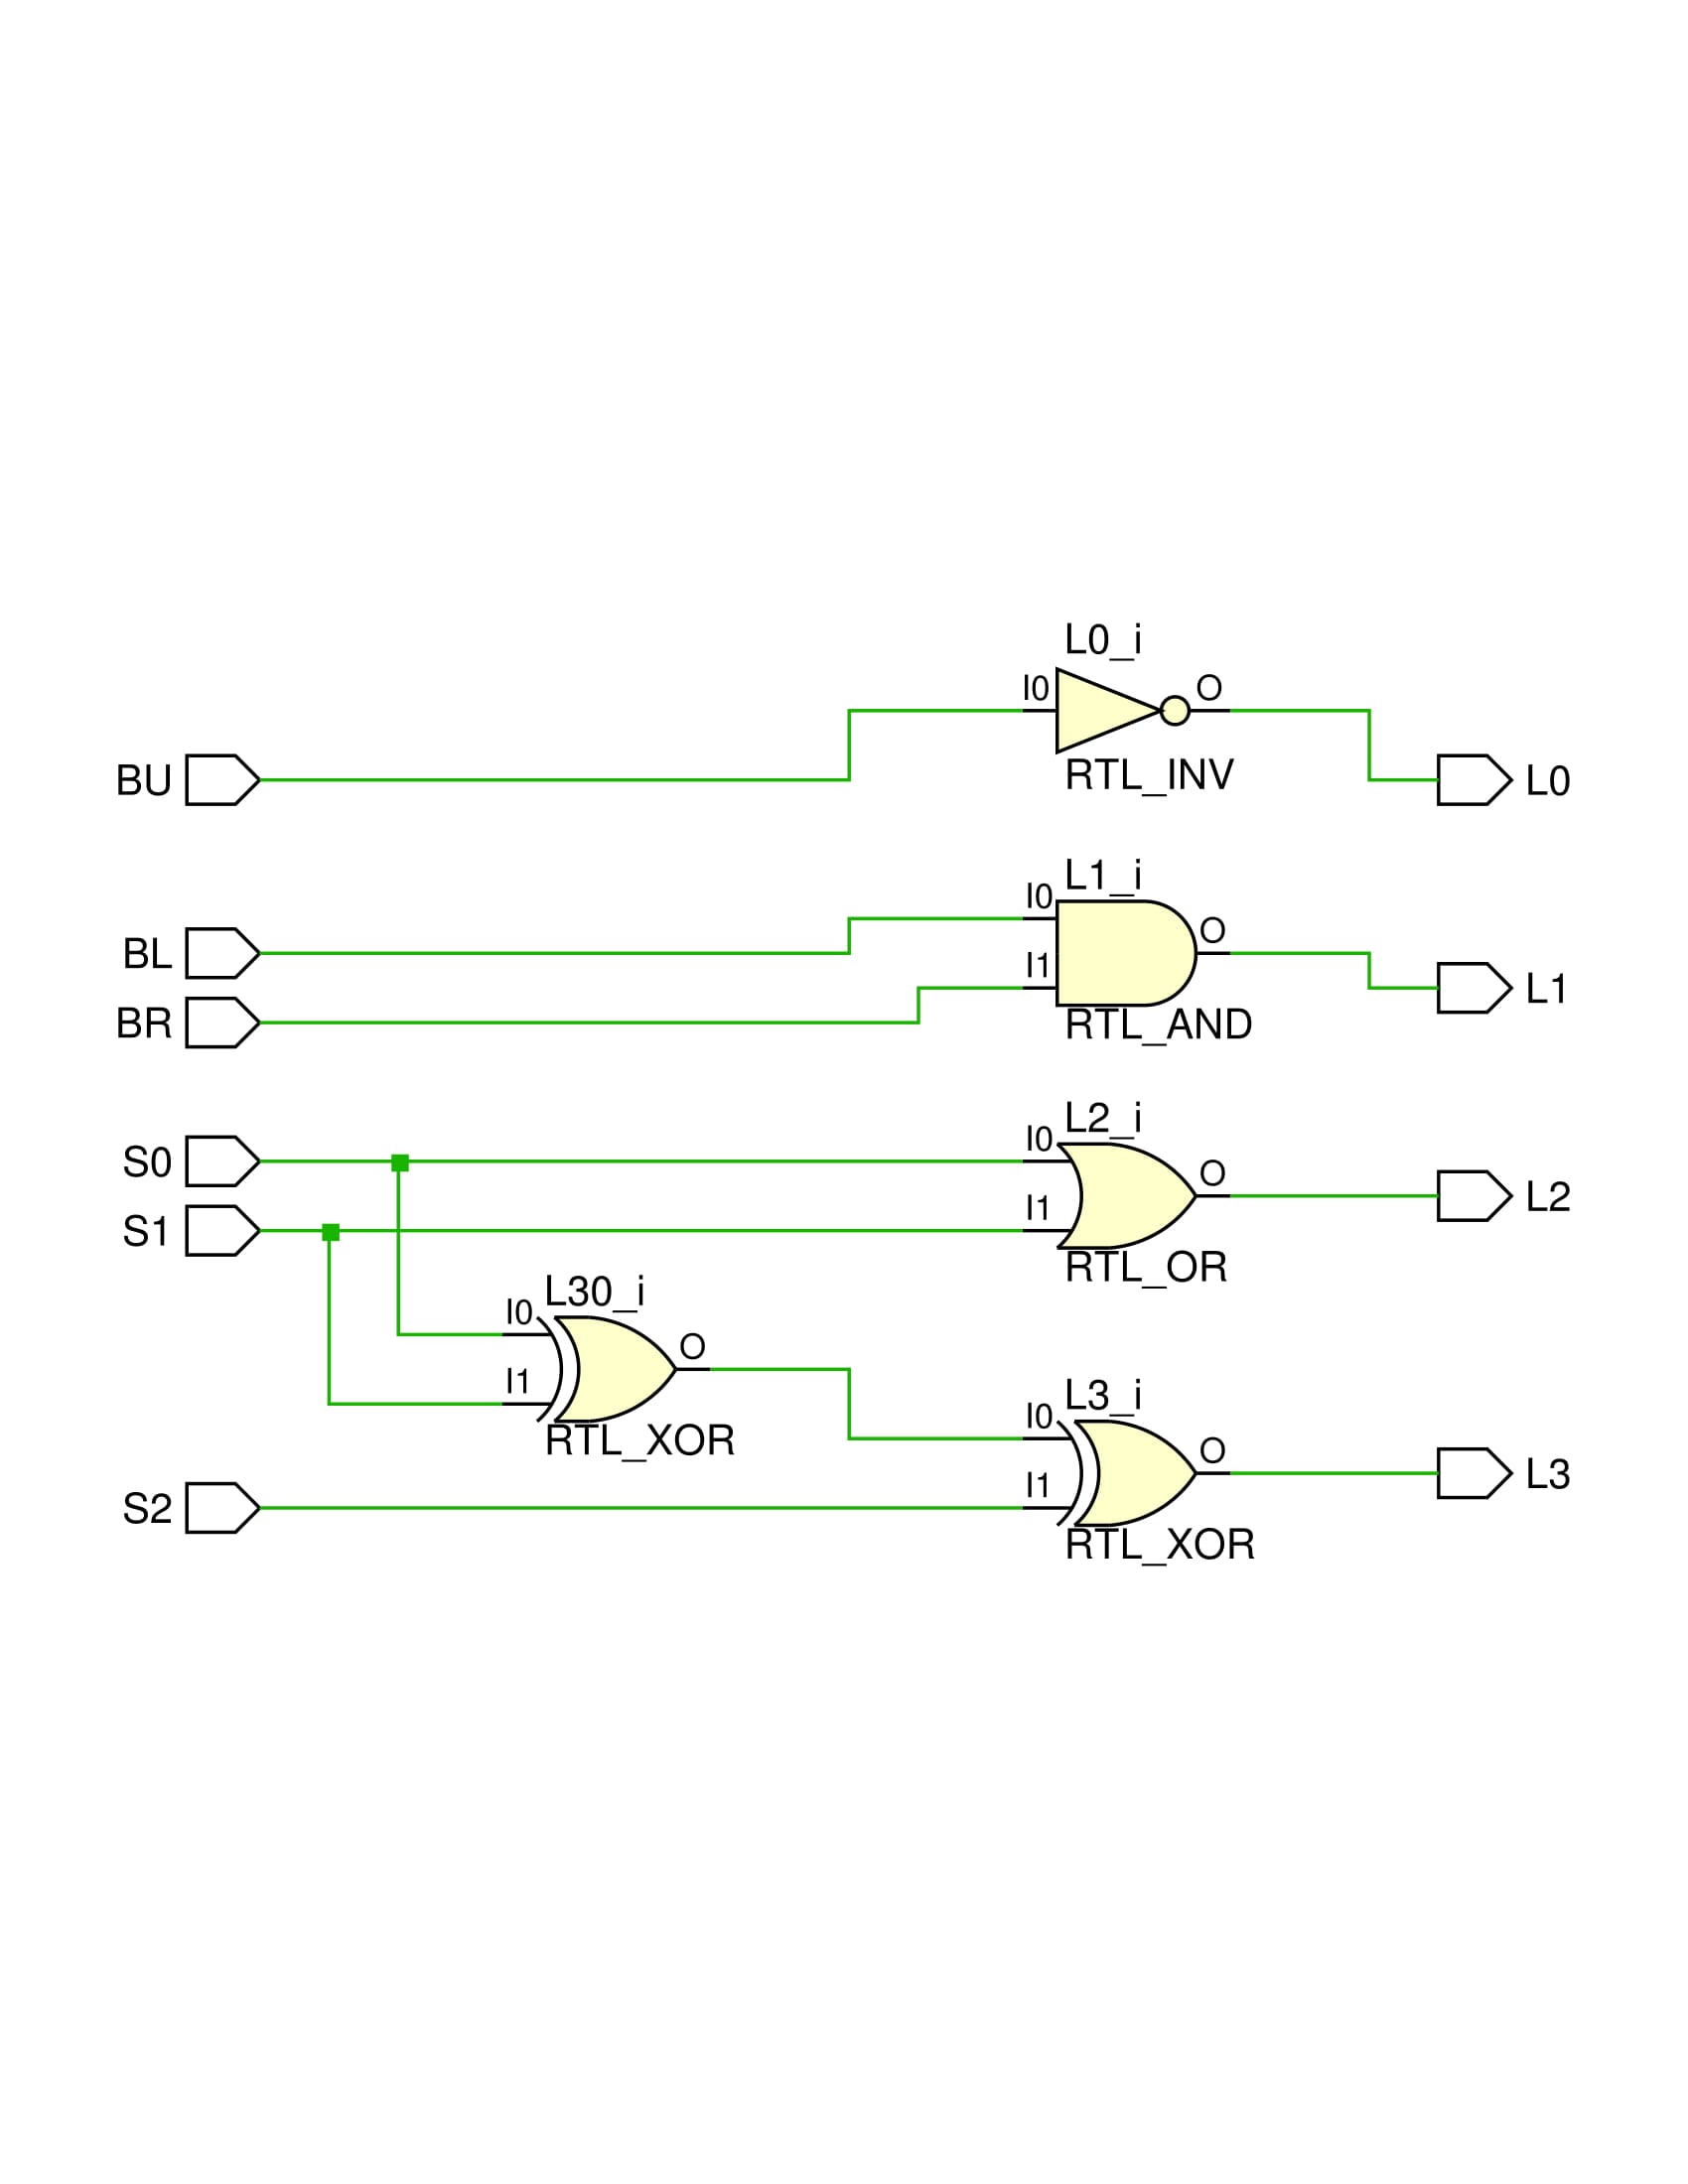 L0_i
I0
O
BU
RTL_INV
L0
L1_i
I0
O
BL
I1
L1
BR
RTL_AND
L2_i
I0
S0
O
L2
I1
S1
RTL_OR
L30_i
I0
O
I1
L3_i
I0
RTL_XOR
O
L3
I1
S2
RTL_XOR